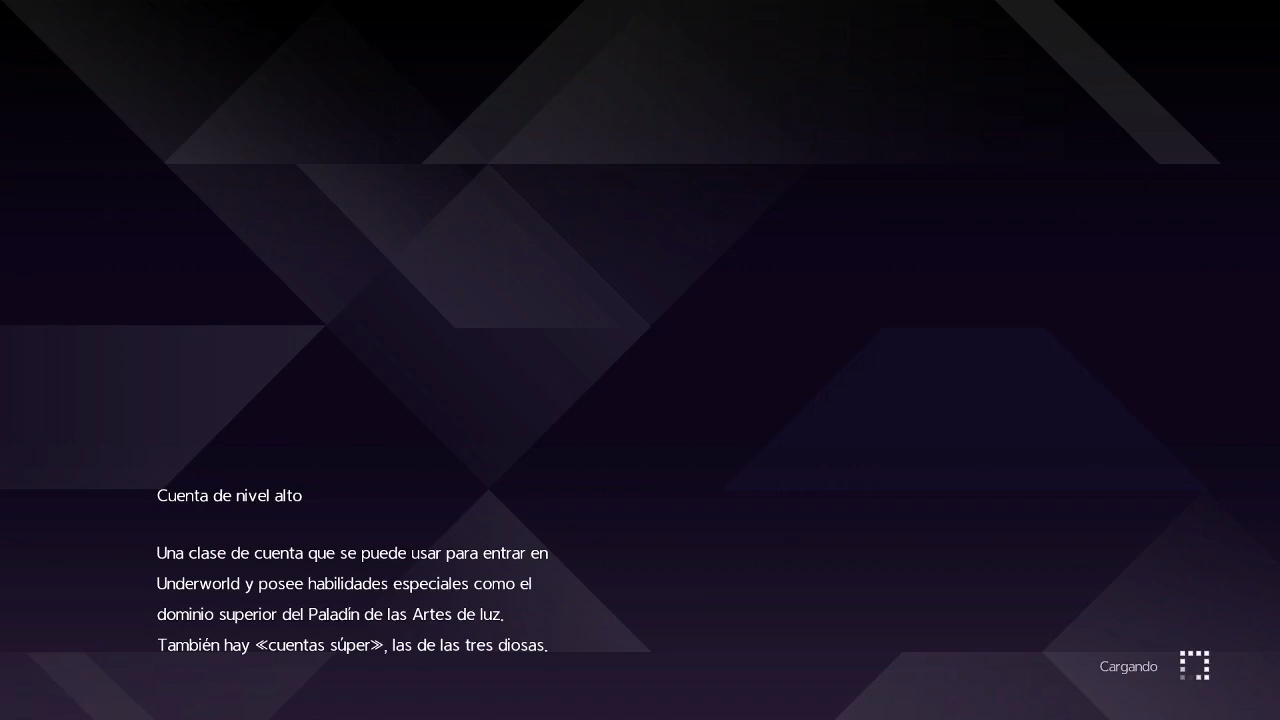 Cuenta de nivel alto
Una clase de cuenta que se puede usar para entrar en
Underworld y posee habilidades especiales como el
dominio superior del Paladín de las Artes de luz.
También hay ≪cuentas súper≫, las de las tres diosas.
Cargando